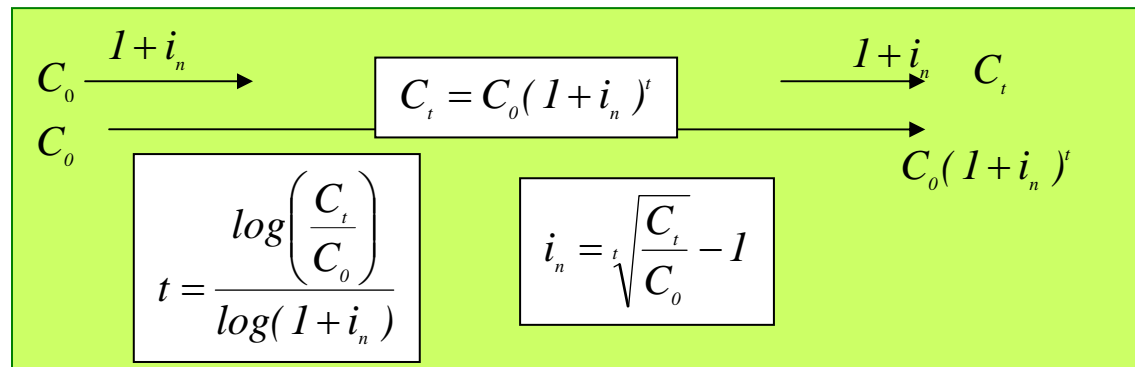 1 + i_n
1 + i_n
C_0
C_t
C_t = C_0( 1 + i_n )^t
C_0
C_0( 1 + i_n )^t
t = log(C_t / C_0) / log( 1 + i_n )
i_n = ᵗ√(C_t / C_0) − 1